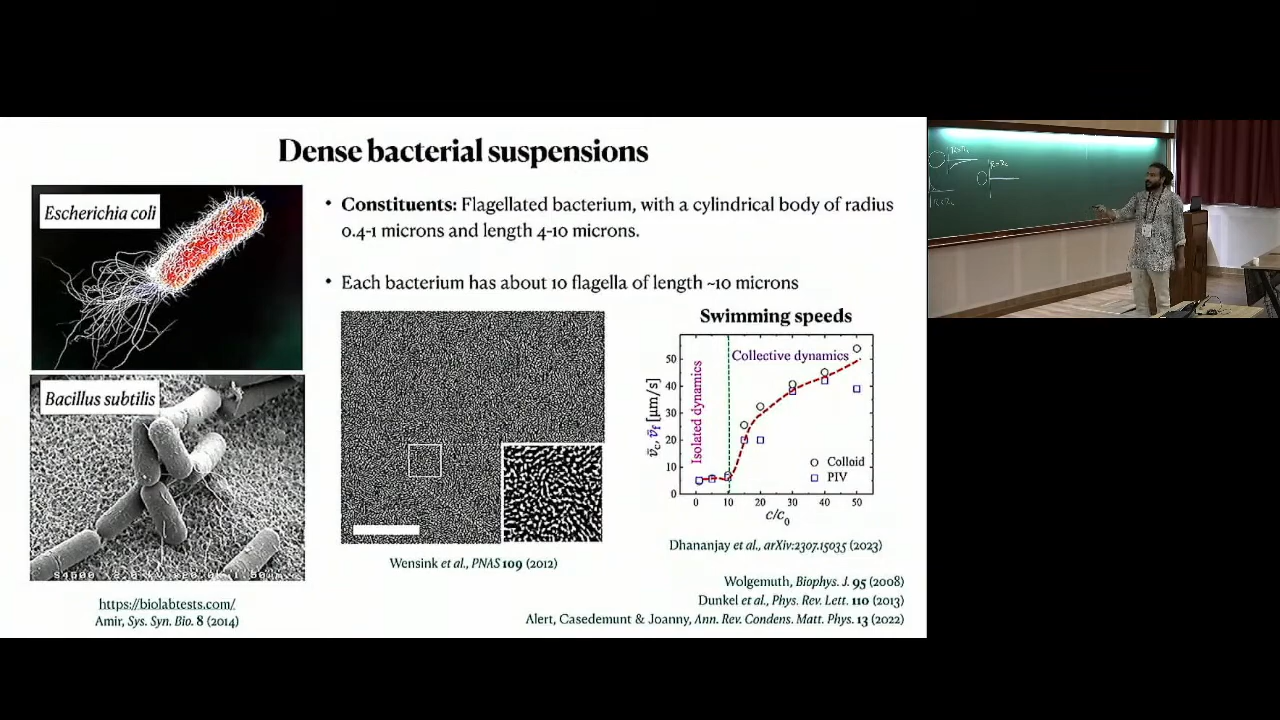 Dense bacterial suspensions
Escherichia coli
Bacillus subtilis
https://biolabtests.com/
Amir, Sys. Syn. Bio. 8 (2014)
• Constituents: Flagellated bacterium, with a cylindrical body of radius
0.4-1 microns and length 4-10 microns.
• Each bacterium has about 10 flagella of length ~10 microns
Wensink et al., PNAS 109 (2012)
Swimming speeds
Isolated dynamics
Collective dynamics
v̄c, v̄f [μm/s]
50
40
30
20
10
0
Colloid
PIV
0 10 20 30 40 50
c/c0
Dhananjay et al., arXiv:2307.15035 (2023)
Wolgemuth, Biophys. J. 95 (2008)
Dunkel et al., Phys. Rev. Lett. 110 (2013)
Alert, Casedemunt & Joanny, Ann. Rev. Condens. Matt. Phys. 13 (2022)